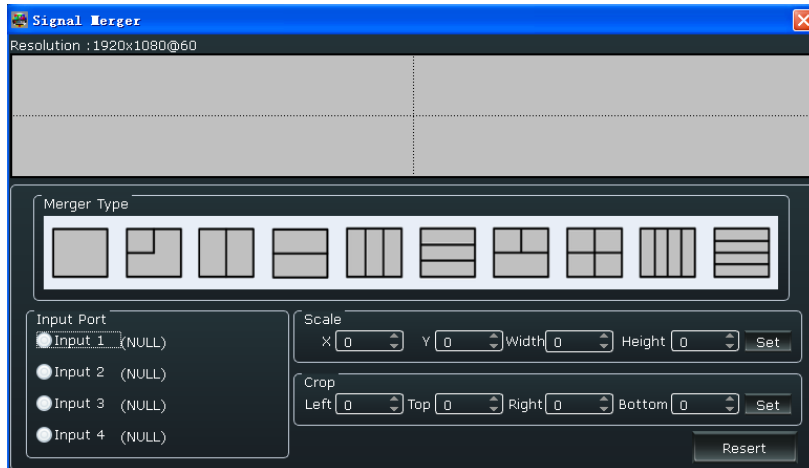 Signal Merger
Resolution :1920x1080@60
Merger Type
Input Port
Input 1 (NULL)
Input 2 (NULL)
Input 3 (NULL)
Input 4 (NULL)
Scale
X 0 Y 0 Width 0 Height 0 Set
Crop
Left 0 Top 0 Right 0 Bottom 0 Set
Resert